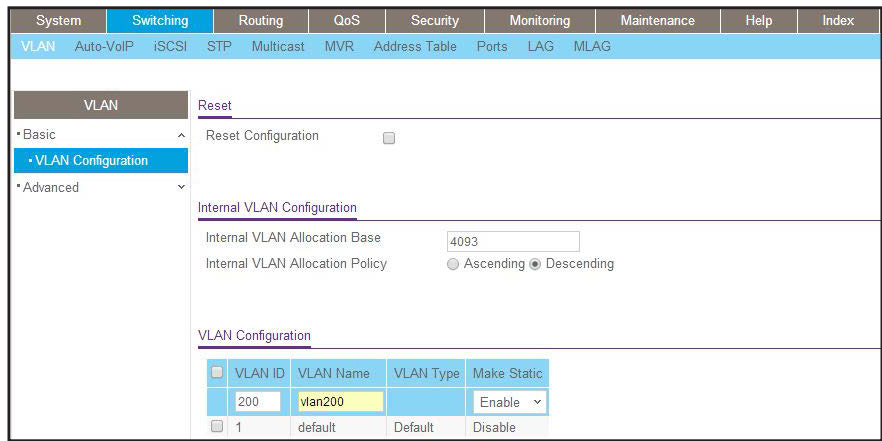 System Switching Routing QoS Security Monitoring Maintenance Help Index
VLAN Auto-VoIP iSCSI STP Multicast MVR Address Table Ports LAG MLAG
VLAN
Basic
VLAN Configuration
Advanced
Reset
Reset Configuration
Internal VLAN Configuration
Internal VLAN Allocation Base 4093
Internal VLAN Allocation Policy Ascending Descending
VLAN Configuration
VLAN ID VLAN Name VLAN Type Make Static
200 vlan200 Enable
1 default Default Disable